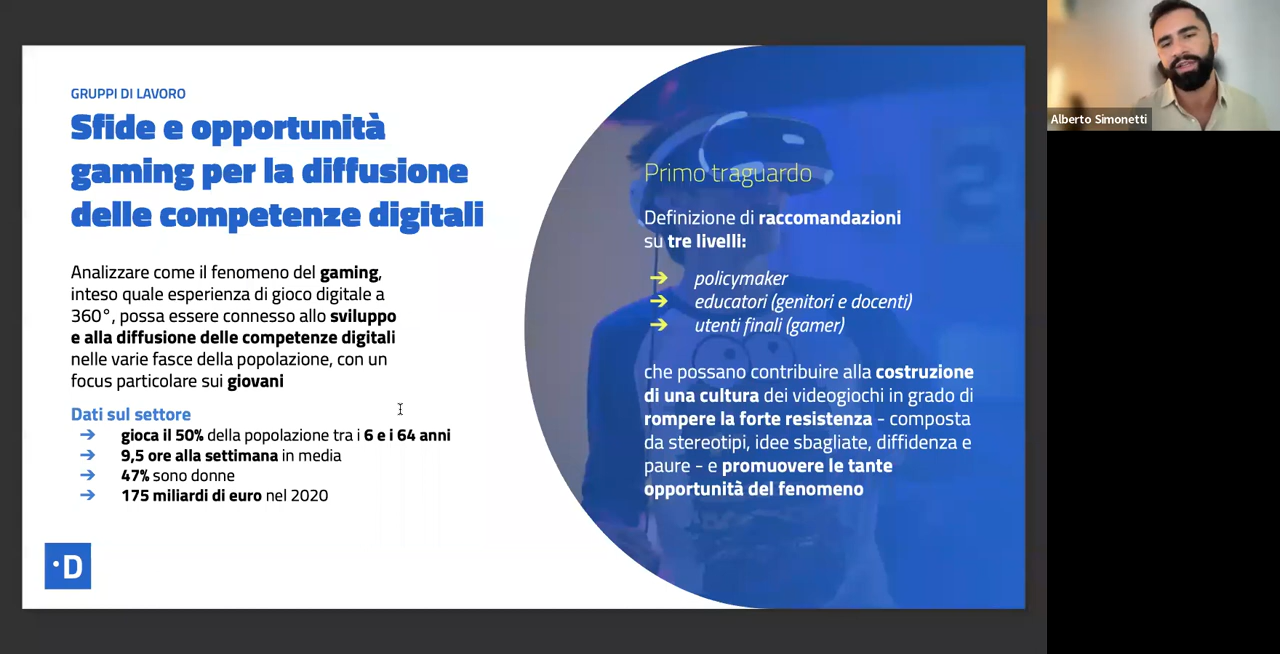 GRUPPI DI LAVORO
Sfide e opportunità
gaming per la diffusione
delle competenze digitali
Analizzare come il fenomeno del gaming,
inteso quale esperienza di gioco digitale a
360°, possa essere connesso allo sviluppo
e alla diffusione delle competenze digitali
nelle varie fasce della popolazione, con un
focus particolare sui giovani
Dati sul settore
➔ gioca il 50% della popolazione tra i 6 e i 64 anni
➔ 9,5 ore alla settimana in media
➔ 47% sono donne
➔ 175 miliardi di euro nel 2020
·D
Primo traguardo
Definizione di raccomandazioni
su tre livelli:
➔ policymaker
➔ educatori (genitori e docenti)
➔ utenti finali (gamer)
che possano contribuire alla costruzione
di una cultura dei videogiochi in grado di
rompere la forte resistenza - composta
da stereotipi, idee sbagliate, diffidenza e
paure - e promuovere le tante
opportunità del fenomeno
Alberto Simonetti